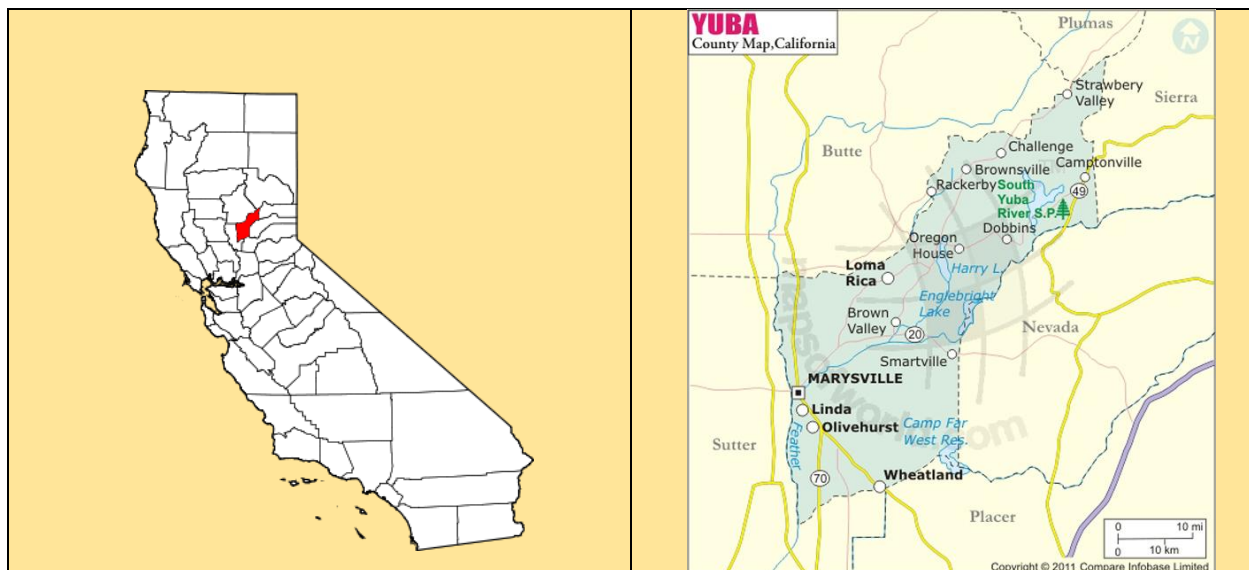 YUBA
County Map,California
Plumas
N
Strawbery
Valley
Sierra
Challenge
Butte
Camptonville
Brownsville
Rackerby
South
Yuba
River S.P.
49
Dobbins
Oregon
House
Loma
Rica
Harry L.
Englebright
Lake
Brown
Valley
20
Nevada
Smartville
MARYSVILLE
Linda
Olivehurst
Camp Far
West Res.
Feather
Sutter
70
Wheatland
Placer
0 10 mi
0 10 km
mapsofworld.com
Copyright © 2011 Compare Infobase Limited